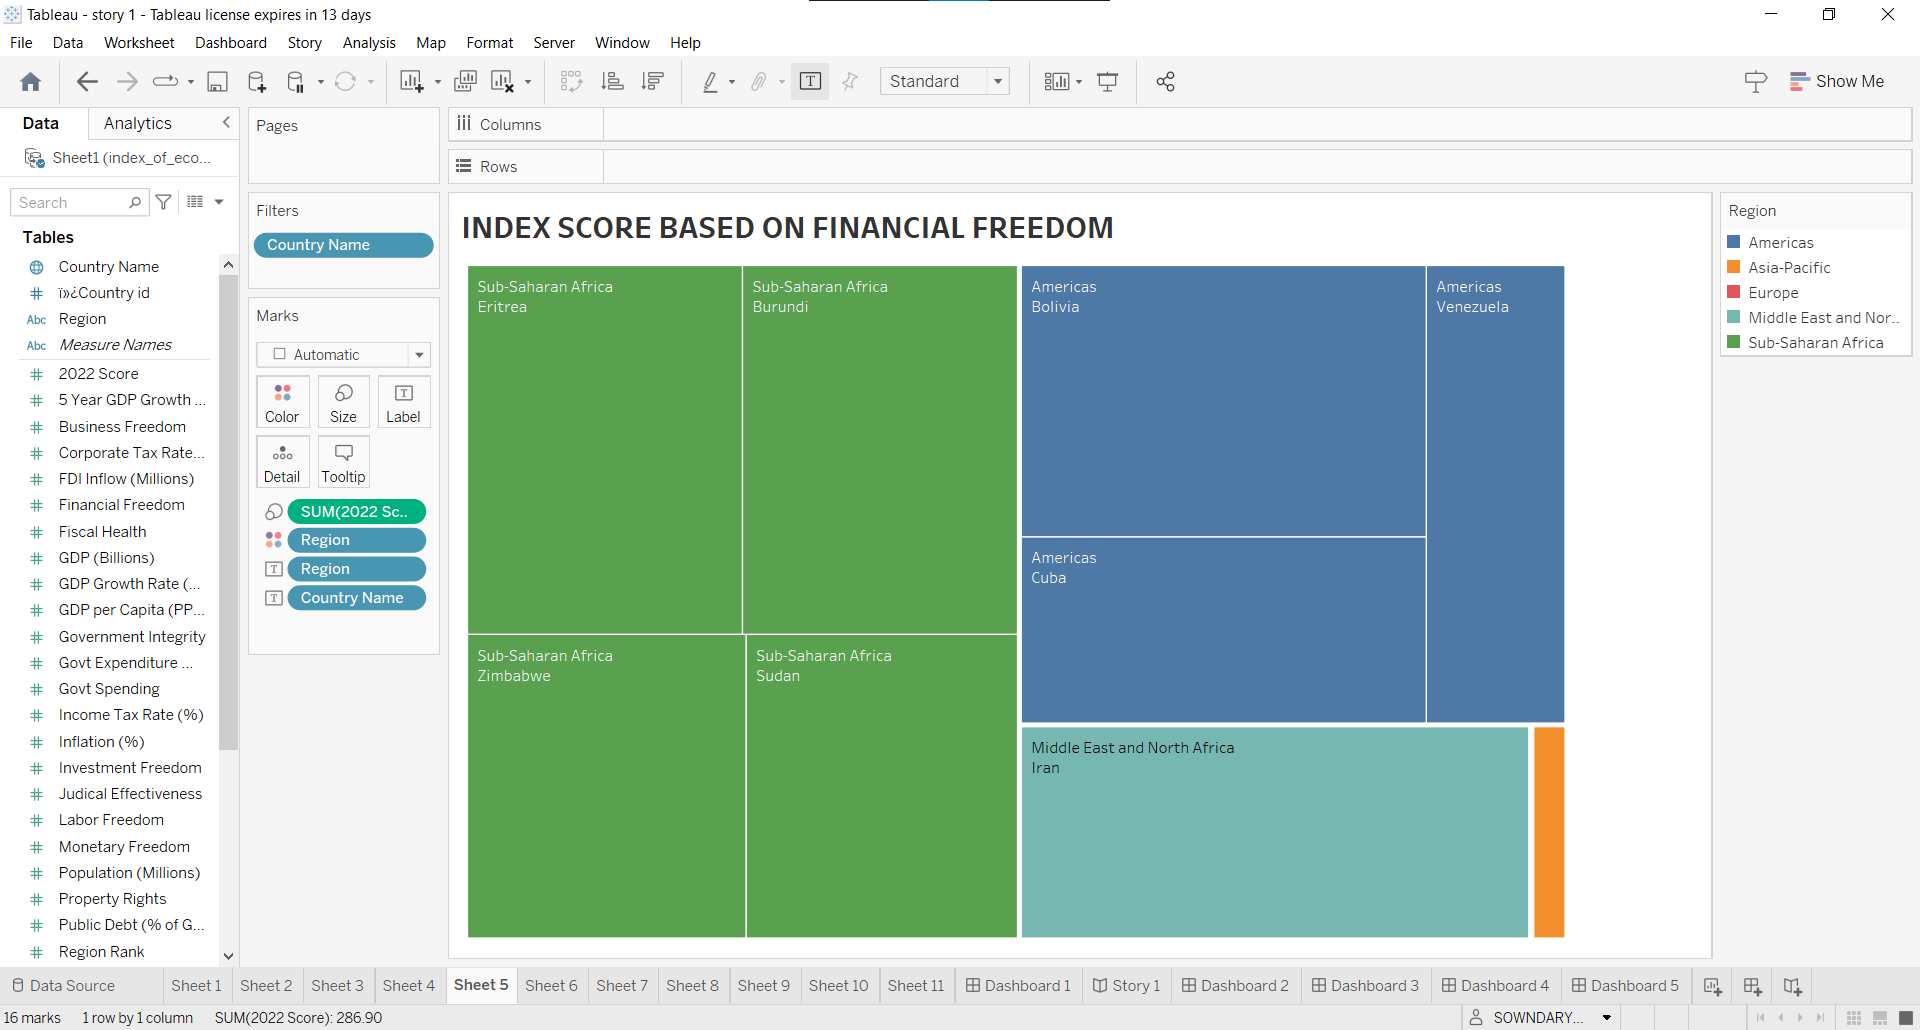 Tableau - story 1 - Tableau license expires in 13 days
File Data Worksheet Dashboard Story Analysis Map Format Server Window Help
Standard
Show Me
Data Analytics
Sheet1 (index_of_eco...
Search
Tables
Country Name
ï»¿Country id
Region
Measure Names
2022 Score
5 Year GDP Growth ...
Business Freedom
Corporate Tax Rate...
FDI Inflow (Millions)
Financial Freedom
Fiscal Health
GDP (Billions)
GDP Growth Rate (...
GDP per Capita (PP...
Government Integrity
Govt Expenditure ...
Govt Spending
Income Tax Rate (%)
Inflation (%)
Investment Freedom
Judical Effectiveness
Labor Freedom
Monetary Freedom
Population (Millions)
Property Rights
Public Debt (% of G...
Region Rank
Pages
Filters
Country Name
Marks
Automatic
Color Size Label
Detail Tooltip
SUM(2022 Sc..
Region
Region
Country Name
Columns
Rows
INDEX SCORE BASED ON FINANCIAL FREEDOM
Sub-Saharan Africa
Eritrea
Sub-Saharan Africa
Burundi
Sub-Saharan Africa
Zimbabwe
Sub-Saharan Africa
Sudan
Americas
Bolivia
Americas
Venezuela
Americas
Cuba
Middle East and North Africa
Iran
Region
Americas
Asia-Pacific
Europe
Middle East and Nor..
Sub-Saharan Africa
Data Source Sheet 1 Sheet 2 Sheet 3 Sheet 4 Sheet 5 Sheet 6 Sheet 7 Sheet 8 Sheet 9 Sheet 10 Sheet 11 Dashboard 1 Story 1 Dashboard 2 Dashboard 3 Dashboard 4 Dashboard 5
16 marks 1 row by 1 column SUM(2022 Score): 286.90 SOWNDARY...